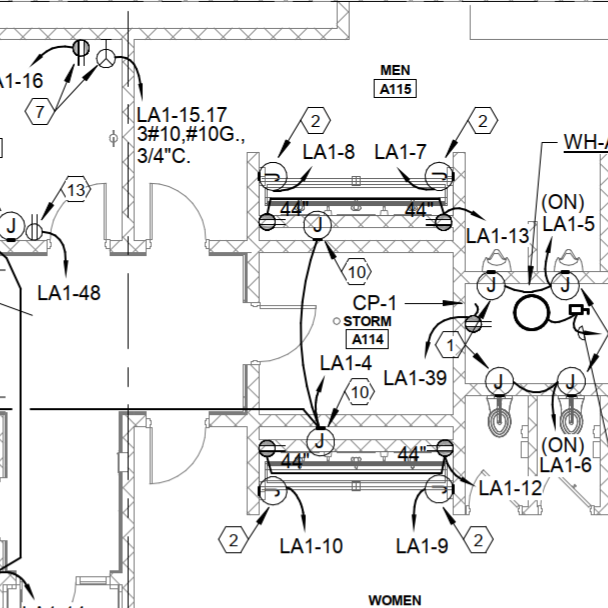 MEN
A115
A1-16
7
LA1-15.17
3#10,#10G.,
3/4"C.
2
2
LA1-8
LA1-7
WH-A
J
J
13
44"
44"
(ON)
LA1-5
J
J
LA1-13
10
LA1-48
J
J
CP-1
STORM
A114
1
LA1-4
LA1-39
10
J
J
J
44"
44"
(ON)
LA1-6
J
J
LA1-12
2
LA1-10
LA1-9
2
WOMEN